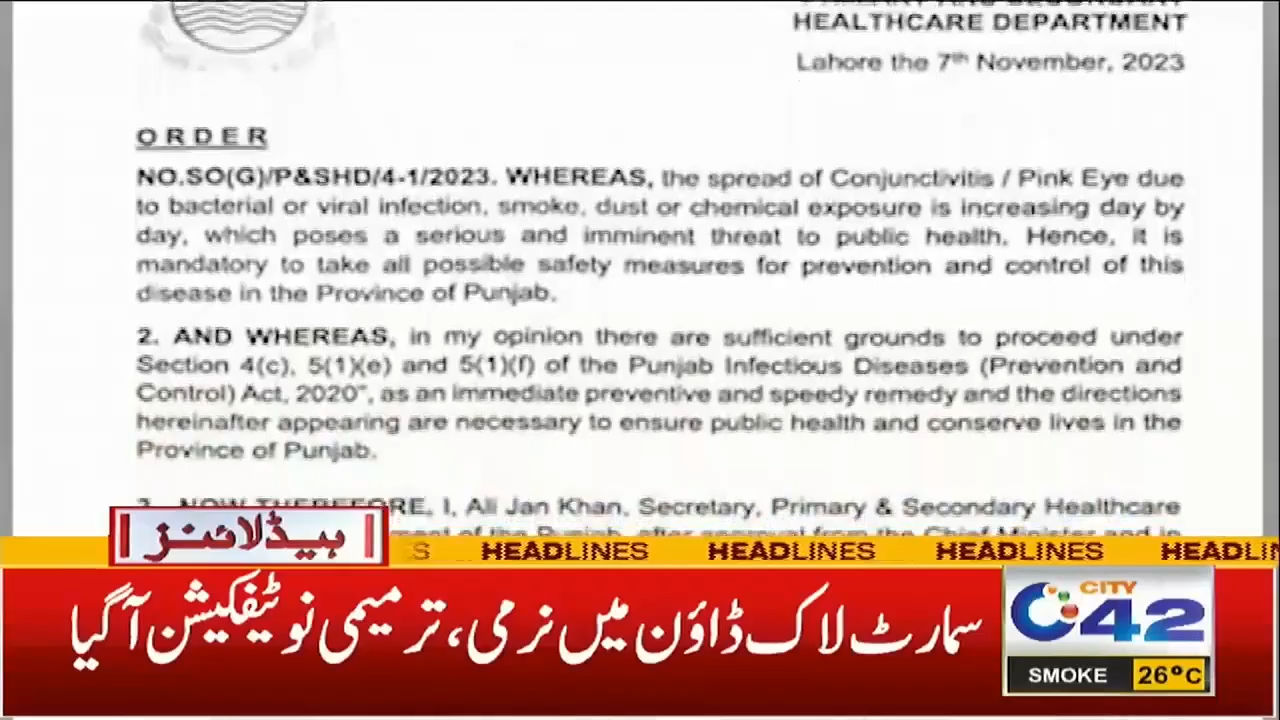 HEALTHCARE DEPARTMENT
Lahore the 7th November, 2023
ORDER
NO.SO(G)/P&SHD/4-1/2023. WHEREAS, the spread of Conjunctivitis / Pink Eye due
to bacterial or viral infection, smoke, dust or chemical exposure is increasing day by
day, which poses a serious and imminent threat to public health. Hence, it is
mandatory to take all possible safety measures for prevention and control of this
disease in the Province of Punjab.
2. AND WHEREAS, in my opinion there are sufficient grounds to proceed under
Section 4(c), 5(1)(e) and 5(1)(f) of the Punjab Infectious Diseases (Prevention and
Control) Act, 2020", as an immediate preventive and speedy remedy and the directions
hereinafter appearing are necessary to ensure public health and conserve lives in the
Province of Punjab.
3. NOW THEREFORE, I, Ali Jan Khan, Secretary, Primary & Secondary Healthcare
ہیڈلائنز
HEADLINES HEADLINES HEADLINES HEADLIN
سمارٹ لاک ڈاؤن میں نرمی، ترمیمی نوٹیفکیشن آگیا
CITY
42
SMOKE 26°C